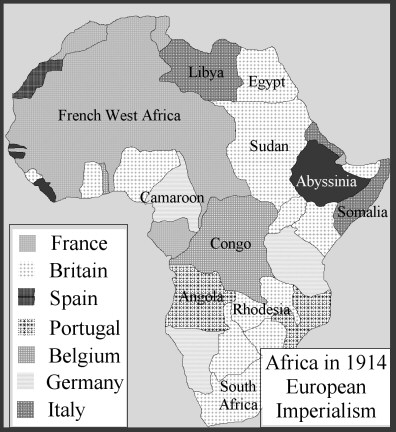 Libya
Egypt
French West Africa
Sudan
Abyssinia
Camaroon
Somalia
Congo
Angola
Rhodesia
South
Africa
France
Britain
Spain
Portugal
Belgium
Germany
Italy
Africa in 1914
European
Imperialism